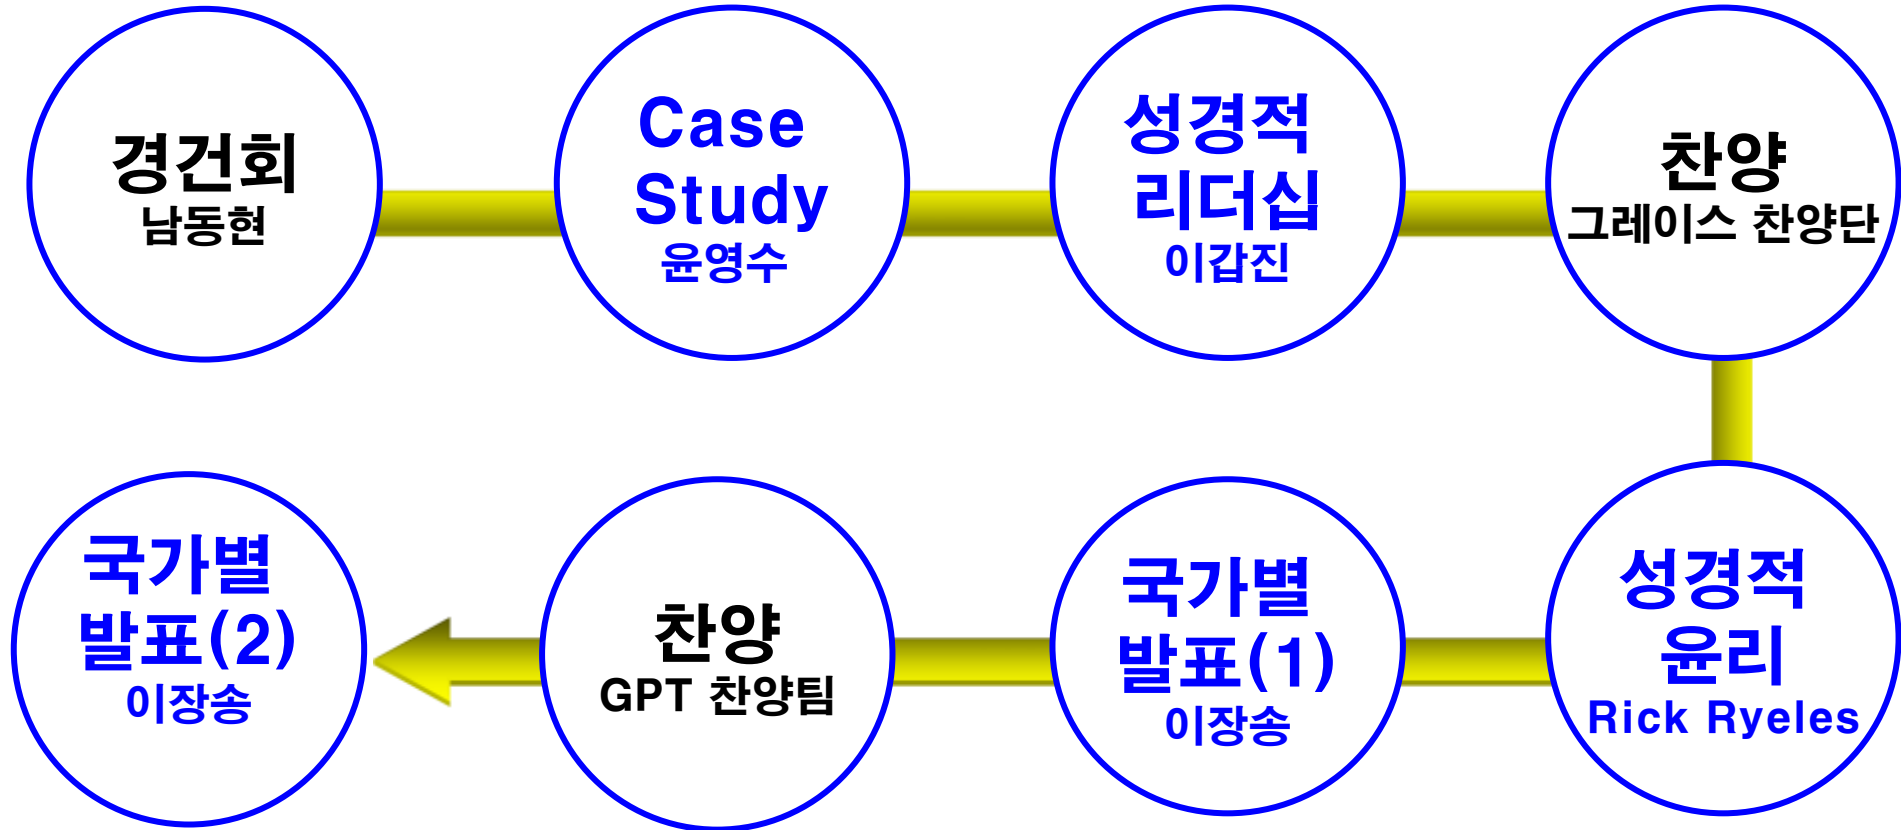 경건회
남동현
Case
Study
윤영수
성경적
리더십
이갑진
찬양
그레이스 찬양단
성경적
윤리
Rick Ryeles
국가별
발표(1)
이장송
찬양
GPT 찬양팀
국가별
발표(2)
이장송